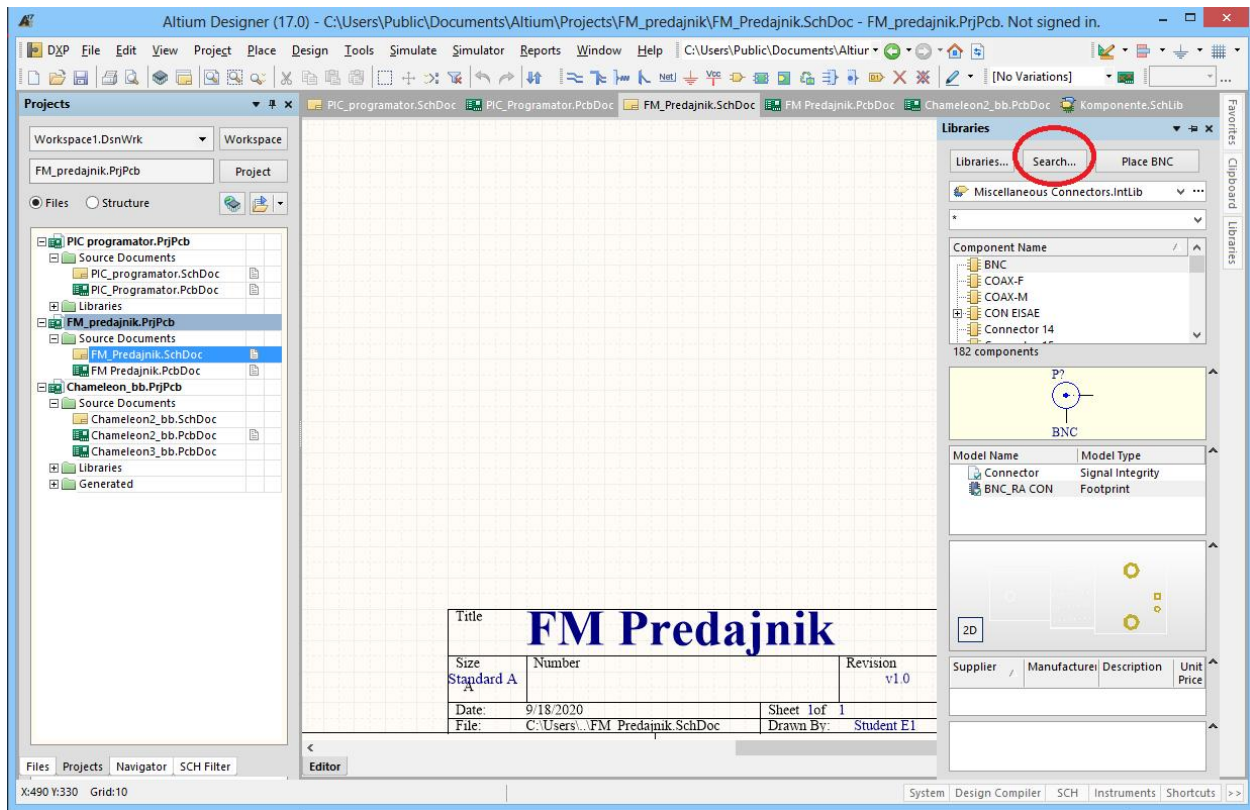 Altium Designer (17.0) - C:\Users\Public\Documents\Altium\Projects\FM_predajnik\FM_Predajnik.SchDoc - FM_predajnik.PrjPcb. Not signed in.
DXP File Edit View Project Place Design Tools Simulate Simulator Reports Window Help C:\Users\Public\Documents\Altiur
Net VCC [No Variations] ...
Projects
PIC_programator.SchDoc PIC_Programator.PcbDoc FM_Predajnik.SchDoc FM Predajnik.PcbDoc Chameleon2_bb.PcbDoc Komponente.SchLib
Workspace1.DsnWrk Workspace
FM_predajnik.PrjPcb Project
Files Structure
PIC programator.PrjPcb
Source Documents
PIC_programator.SchDoc
PIC_Programator.PcbDoc
Libraries
FM_predajnik.PrjPcb
Source Documents
FM_Predajnik.SchDoc
FM Predajnik.PcbDoc
Chameleon_bb.PrjPcb
Source Documents
Chameleon2_bb.SchDoc
Chameleon2_bb.PcbDoc
Chameleon3_bb.PcbDoc
Libraries
Generated
Files Projects Navigator SCH Filter
Title FM Predajnik
Size Number Revision
Standard A v1.0
A
Date: 9/18/2020 Sheet 1of 1
File: C:\Users\..\FM_Predajnik.SchDoc Drawn By: Student E1
Editor
Libraries
Libraries... Search... Place BNC
Miscellaneous Connectors.IntLib ...
*
Component Name /
BNC
COAX-F
COAX-M
CON EISAE
Connector 14
182 components
P?
BNC
Model Name Model Type
Connector Signal Integrity
BNC_RA CON Footprint
2D
Supplier / Manufacturer Description Unit Price
Favorites
Clipboard
Libraries
X:490 Y:330 Grid:10
System Design Compiler SCH Instruments Shortcuts >>